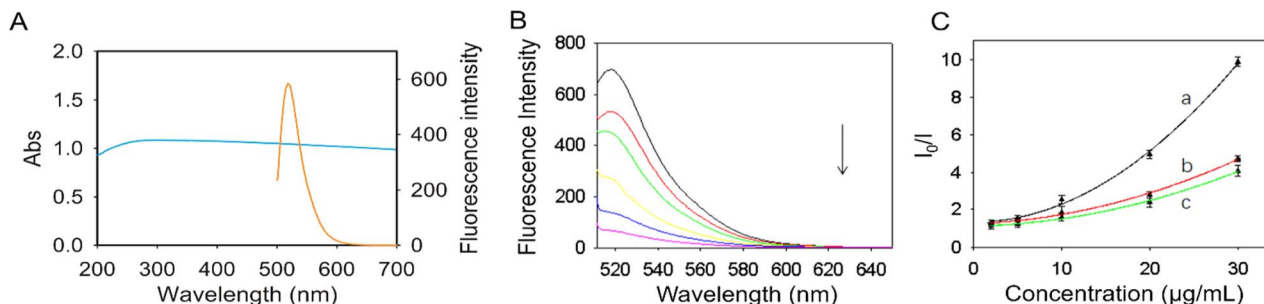 A
2.0
1.5
1.0
0.5
0.0
Abs
200 300 400 500 600 700
Wavelength (nm)
600
400
200
0
Fluorescence intensity
B
800
600
400
200
0
Fluorescence Intensity
520 540 560 580 600 620 640
Wavelength (nm)
C
10
8
6
4
2
0
I0/I
a
b
c
0 10 20 30
Concentration (µg/mL)